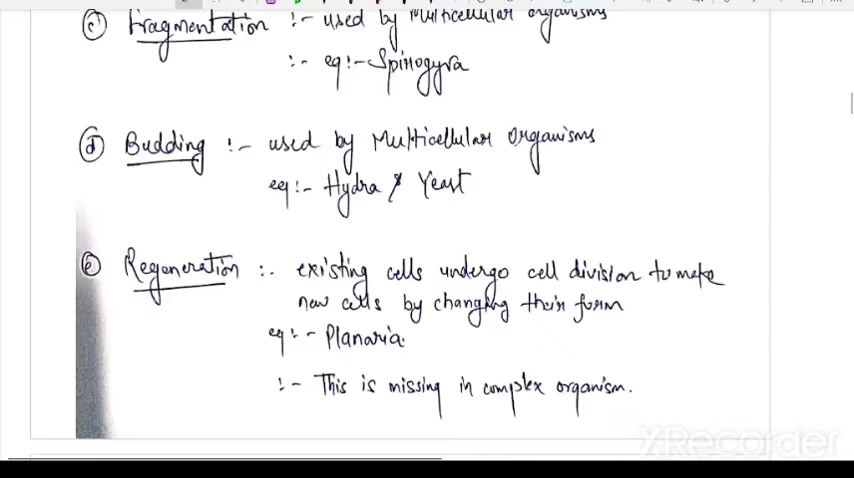 (c) Fragmentation :- used by Multicellular organisms
:- eg :- Spirogyra
(d) Budding :- used by Multicellular organisms
eg :- Hydra & Yeast
(e) Regeneration :- existing cells undergo cell division to make
new cells by changing their form
eg :- Planaria.
:- This is missing in complex organism.
XRecorder